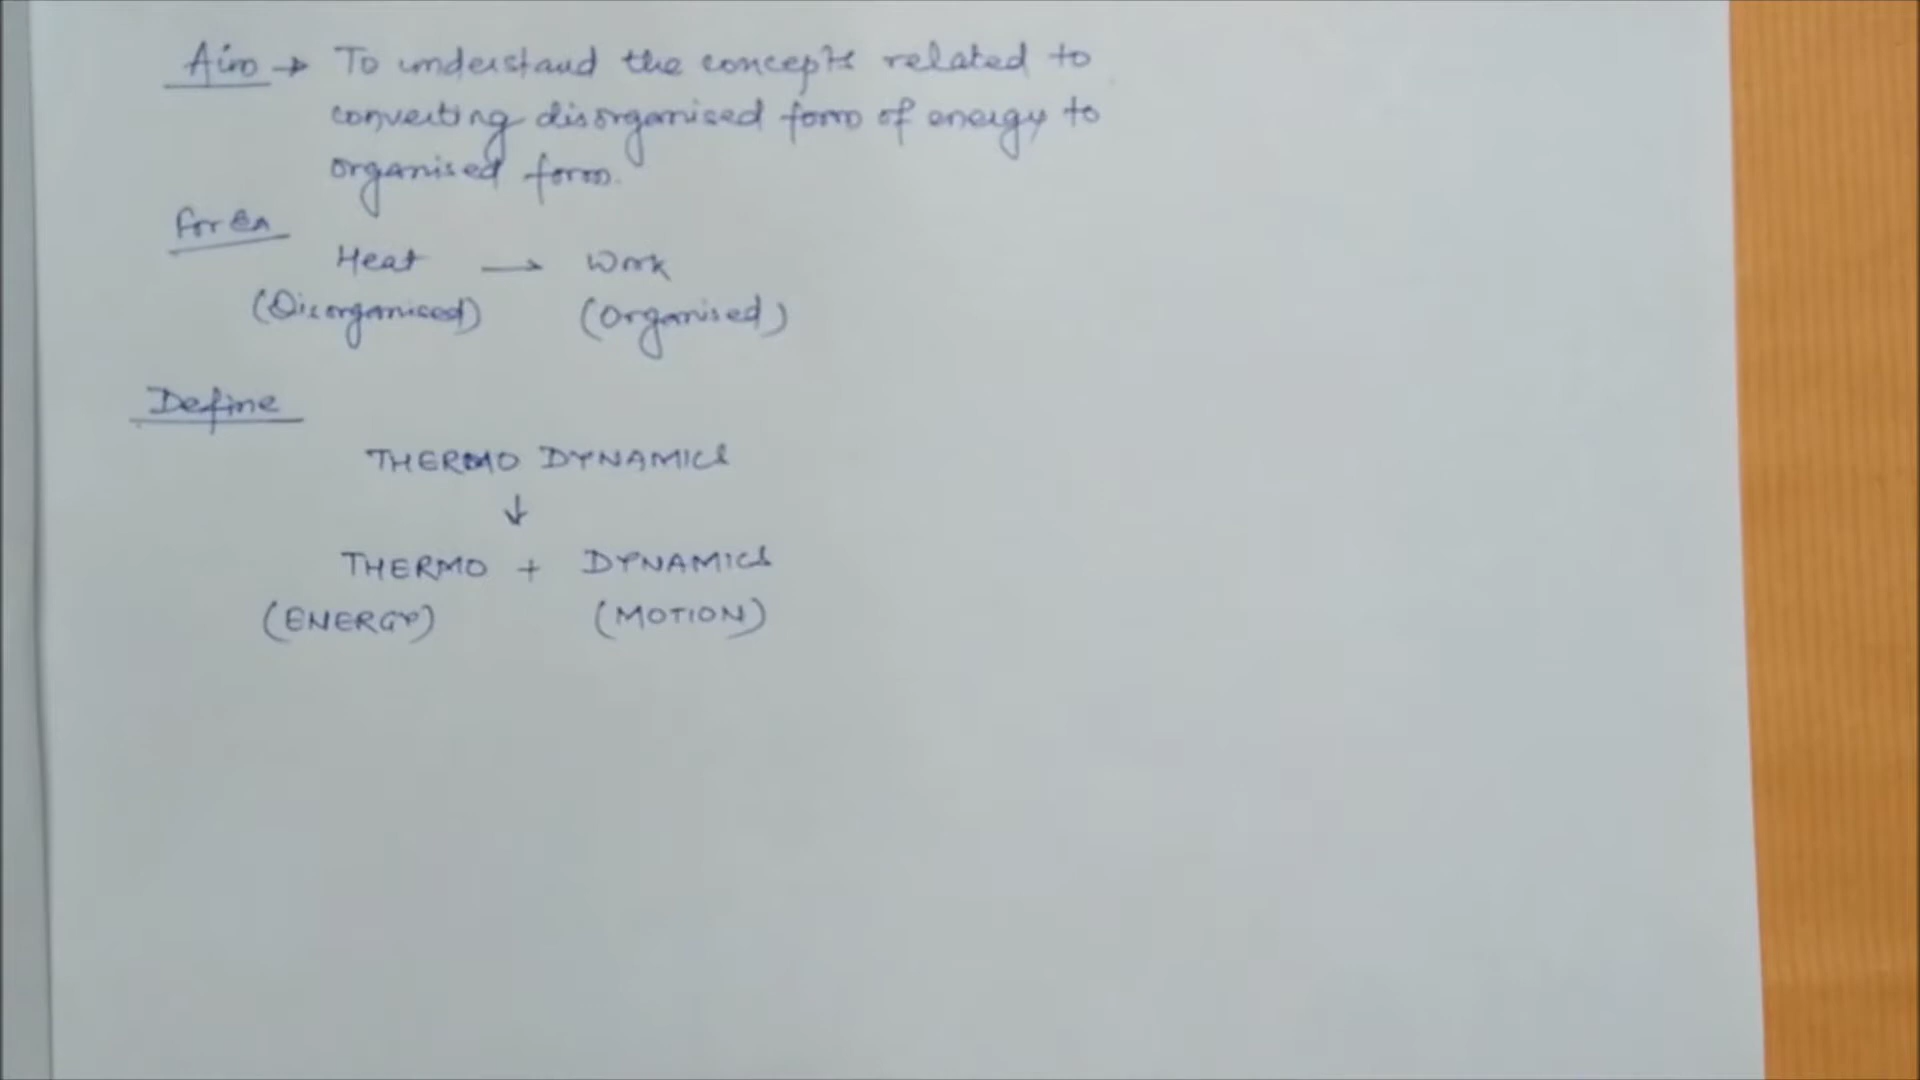 Aim → To understand the concepts related to
converting disorganised form of energy to
organised form.
For Ex
Heat → Work
(Disorganised) (Organised)
Define
THERMO DYNAMICS
↓
THERMO + DYNAMICS
(ENERGY) (MOTION)